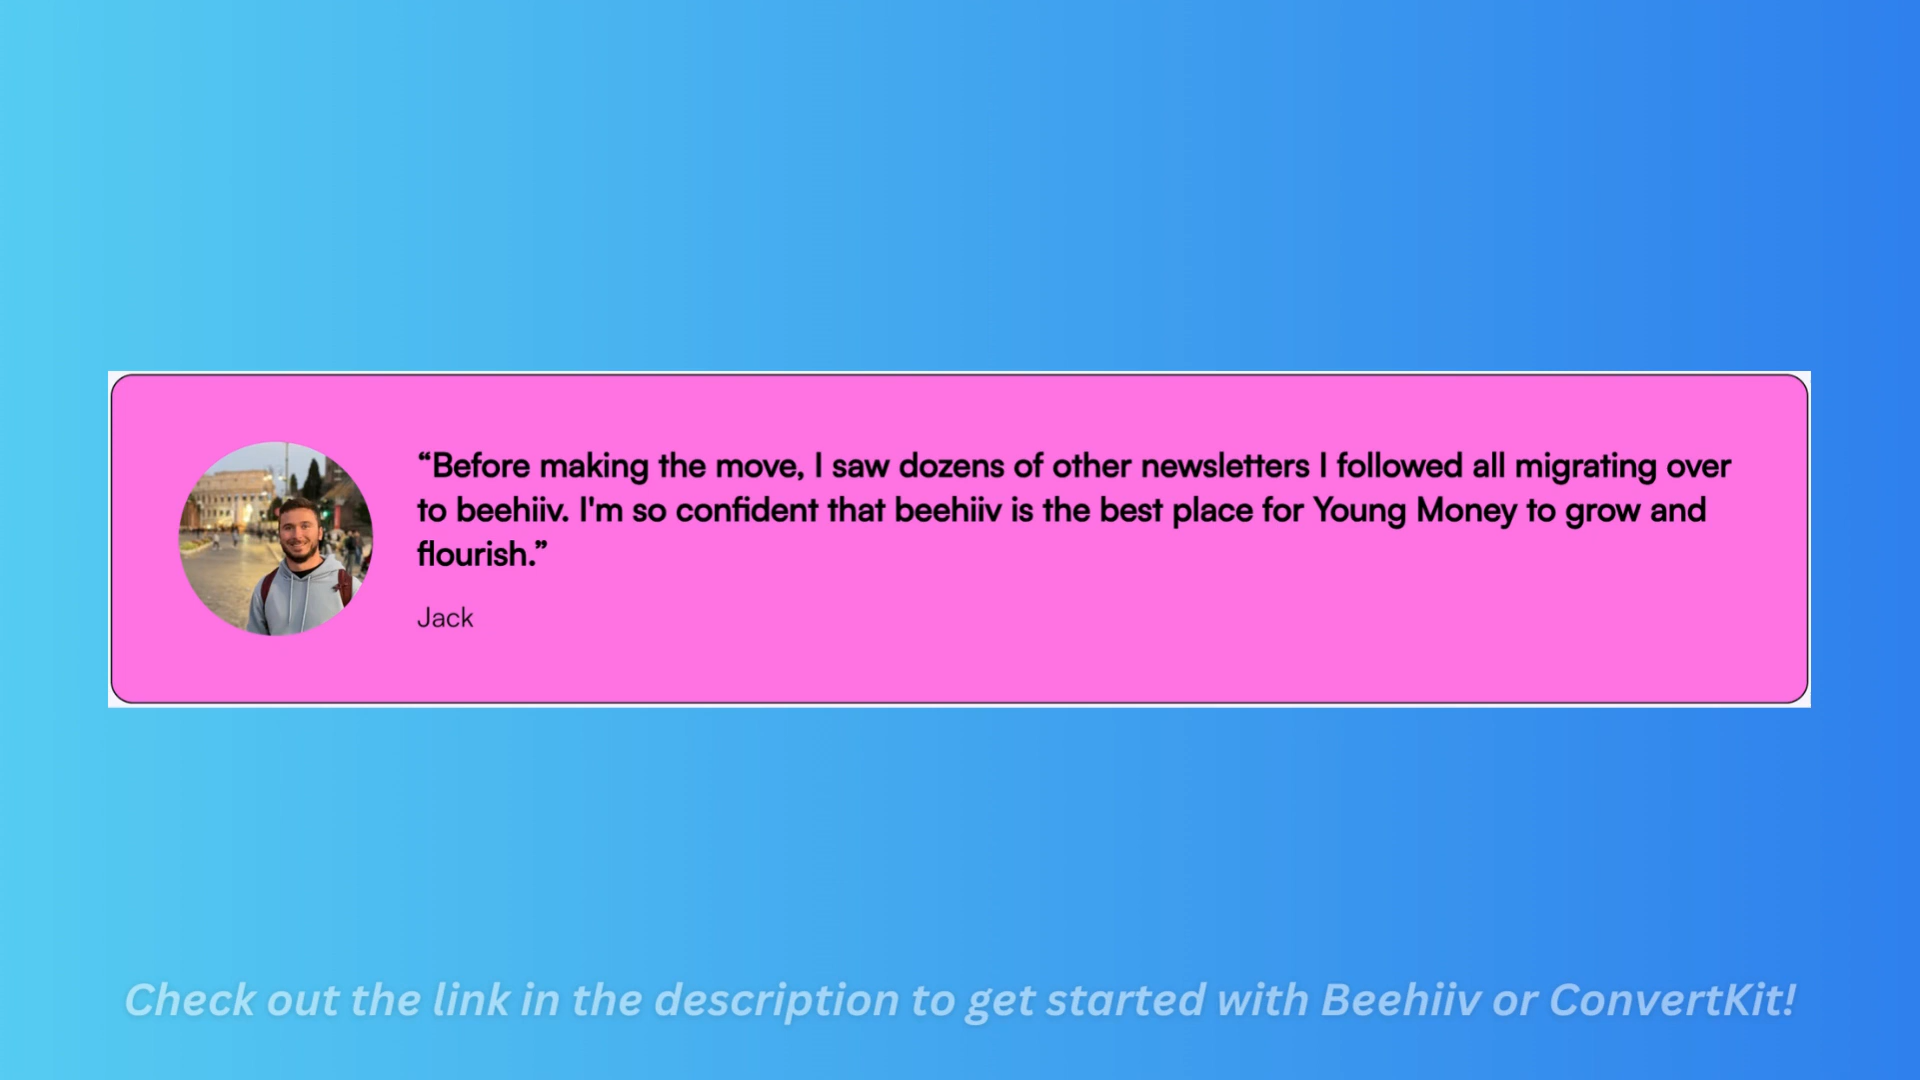 “Before making the move, I saw dozens of other newsletters I followed all migrating over
to beehiiv. I'm so confident that beehiiv is the best place for Young Money to grow and
flourish.”
Jack
Check out the link in the description to get started with Beehiiv or ConvertKit!